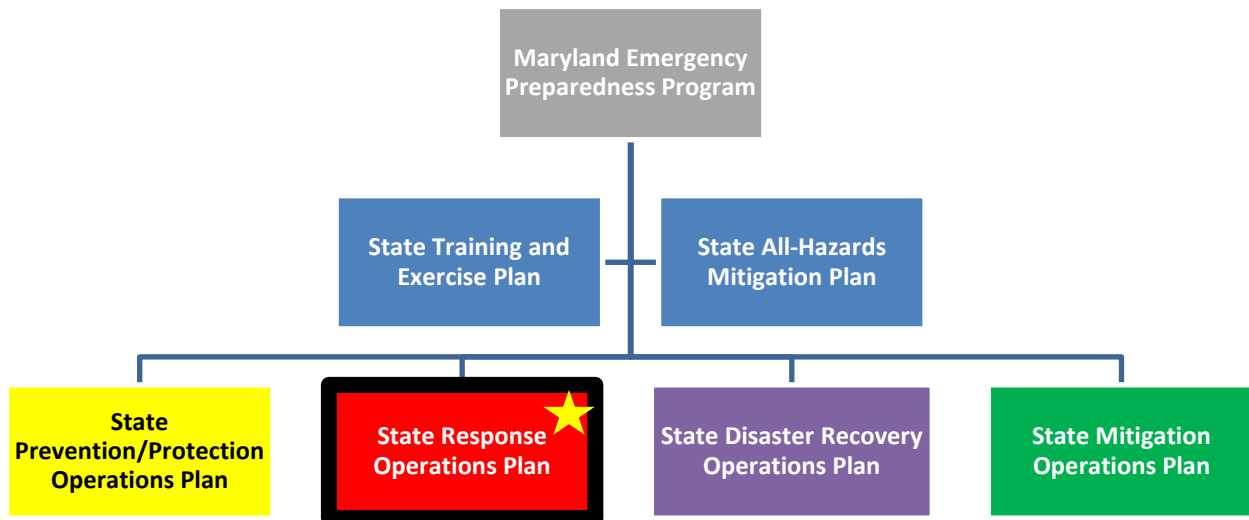 Maryland Emergency
Preparedness Program
State Training and
Exercise Plan
State All-Hazards
Mitigation Plan
State
Prevention/Protection
Operations Plan
State Response
Operations Plan
State Disaster Recovery
Operations Plan
State Mitigation
Operations Plan